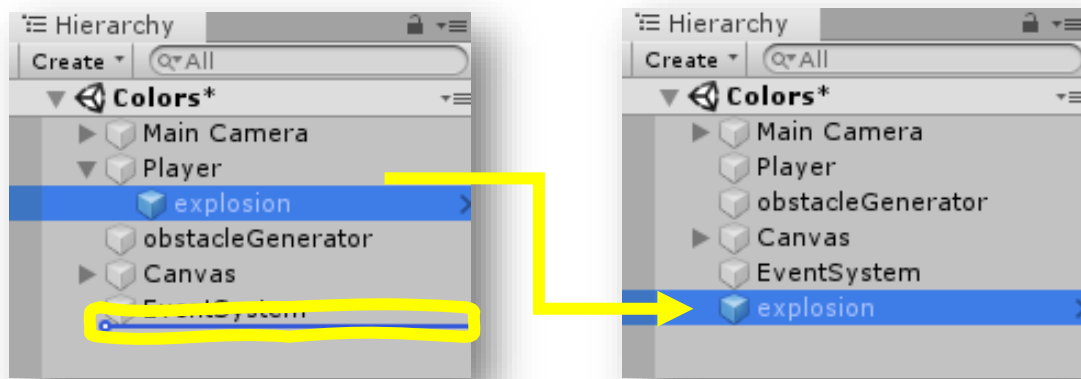 Hierarchy
Create All
Colors*
Main Camera
Player
explosion
obstacleGenerator
Canvas
EventSystem
Hierarchy
Create All
Colors*
Main Camera
Player
obstacleGenerator
Canvas
EventSystem
explosion